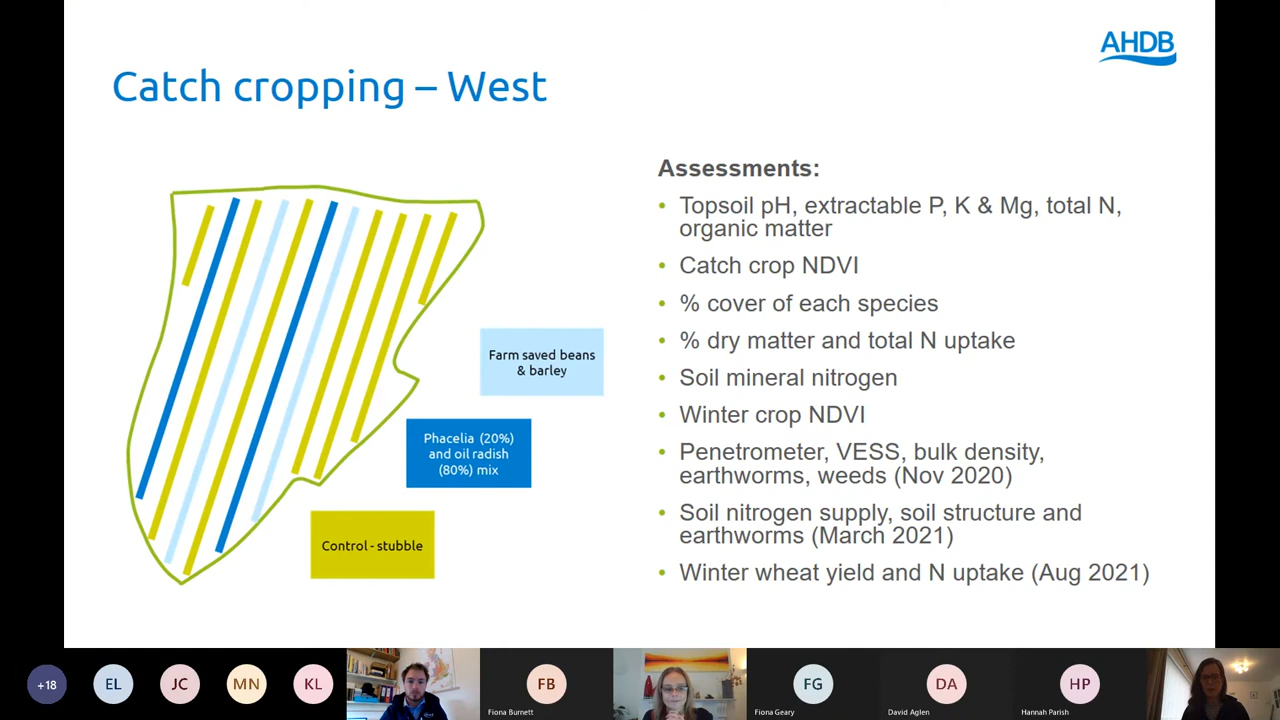 AHDB
Catch cropping – West
Assessments:
• Topsoil pH, extractable P, K & Mg, total N,
organic matter
• Catch crop NDVI
• % cover of each species
• % dry matter and total N uptake
• Soil mineral nitrogen
• Winter crop NDVI
• Penetrometer, VESS, bulk density,
earthworms, weeds (Nov 2020)
• Soil nitrogen supply, soil structure and
earthworms (March 2021)
• Winter wheat yield and N uptake (Aug 2021)
Farm saved beans
& barley
Phacelia (20%)
and oil radish
(80%) mix
Control - stubble
+18
EL
JC
MN
KL
FB
Fiona Burnett
FG
Fiona Geary
DA
David Aglen
HP
Hannah Parish